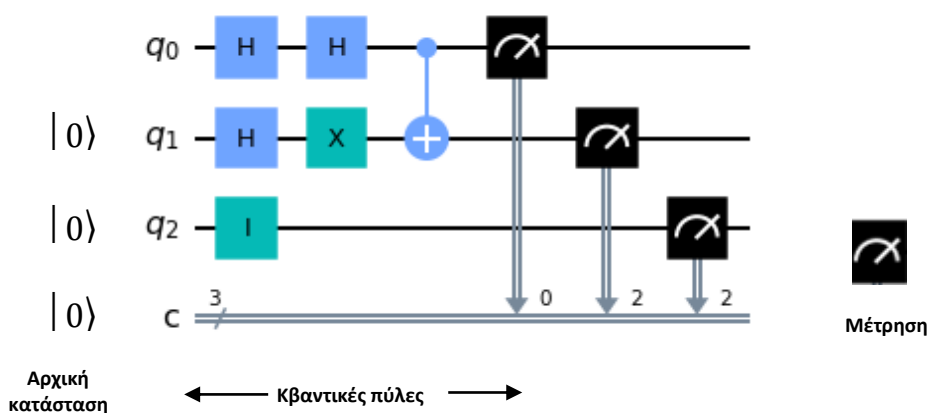 q₀ H H
|0⟩ q₁ H X
|0⟩ q₂ I
|0⟩ c 3 0 2 2
Μέτρηση
Αρχική
κατάσταση
Κβαντικές πύλες